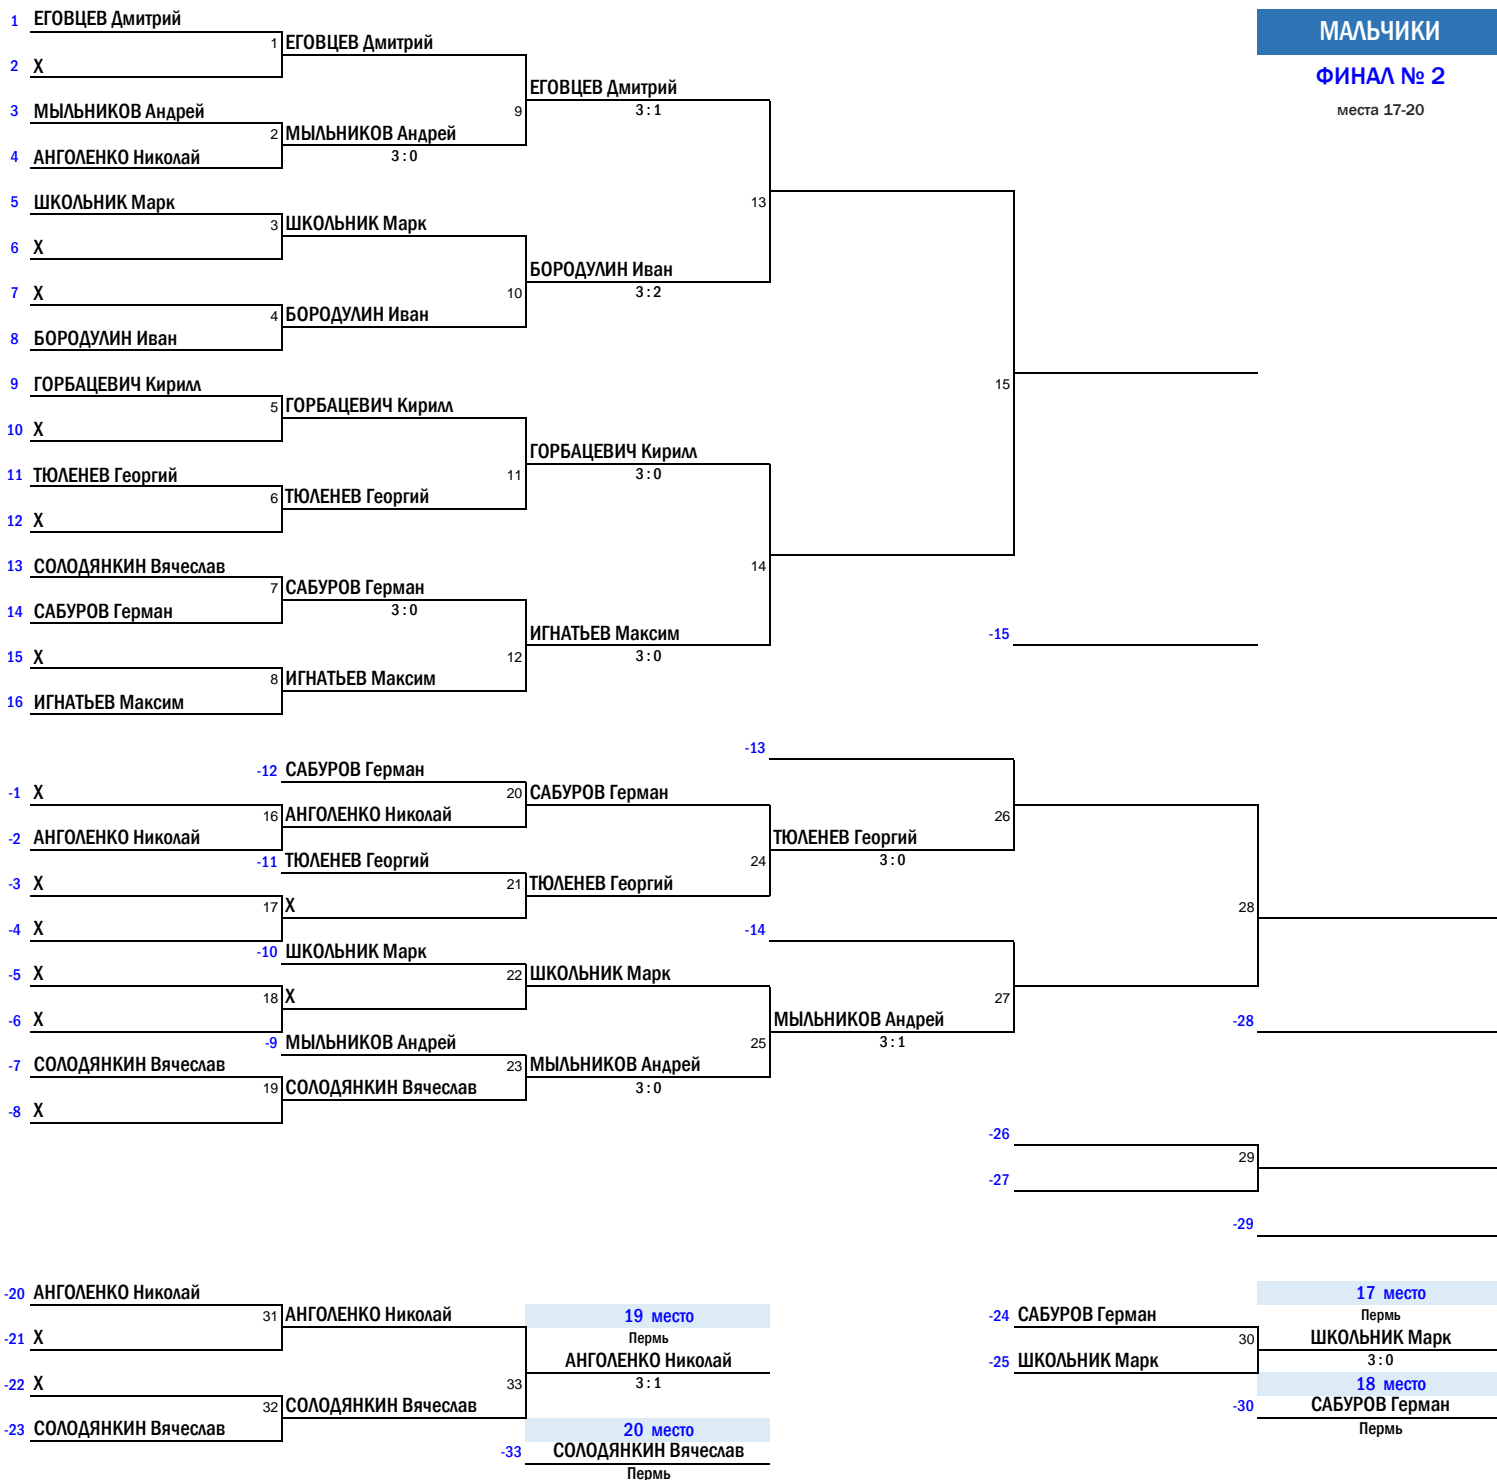 МАЛЬЧИКИ
ФИНАЛ № 2
места 17-20
1 ЕГОВЦЕВ Дмитрий
1 ЕГОВЦЕВ Дмитрий
2 X
ЕГОВЦЕВ Дмитрий
3 МЫЛЬНИКОВ Андрей
9 3 : 1
2 МЫЛЬНИКОВ Андрей
4 АНГОЛЕНКО Николай
3 : 0
5 ШКОЛЬНИК Марк
13
3 ШКОЛЬНИК Марк
6 X
БОРОДУЛИН Иван
7 X
10 3 : 2
4 БОРОДУЛИН Иван
8 БОРОДУЛИН Иван
9 ГОРБАЦЕВИЧ Кирилл
15
5 ГОРБАЦЕВИЧ Кирилл
10 X
ГОРБАЦЕВИЧ Кирилл
11 ТЮЛЕНЕВ Георгий
11 3 : 0
6 ТЮЛЕНЕВ Георгий
12 X
13 СОЛОДЯНКИН Вячеслав
14
7 САБУРОВ Герман
14 САБУРОВ Герман
3 : 0
ИГНАТЬЕВ Максим
-15
15 X
12 3 : 0
8 ИГНАТЬЕВ Максим
16 ИГНАТЬЕВ Максим
-13
-12 САБУРОВ Герман
-1 X
20 САБУРОВ Герман
16 АНГОЛЕНКО Николай
26
-2 АНГОЛЕНКО Николай
ТЮЛЕНЕВ Георгий
-11 ТЮЛЕНЕВ Георгий
24 3 : 0
-3 X
21 ТЮЛЕНЕВ Георгий
17 X
28
-4 X
-14
-10 ШКОЛЬНИК Марк
-5 X
22 ШКОЛЬНИК Марк
18 X
27
-6 X
МЫЛЬНИКОВ Андрей
-28
-9 МЫЛЬНИКОВ Андрей
25 3 : 1
-7 СОЛОДЯНКИН Вячеслав
23 МЫЛЬНИКОВ Андрей
19 СОЛОДЯНКИН Вячеслав
3 : 0
-8 X
-26
29
-27
-29
-20 АНГОЛЕНКО Николай
17 место
31 АНГОЛЕНКО Николай
19 место
-24 САБУРОВ Герман
Пермь
-21 X
Пермь
30 ШКОЛЬНИК Марк
АНГОЛЕНКО Николай
-25 ШКОЛЬНИК Марк
3 : 0
-22 X
33 3 : 1
18 место
32 СОЛОДЯНКИН Вячеслав
-30 САБУРОВ Герман
-23 СОЛОДЯНКИН Вячеслав
20 место
Пермь
-33 СОЛОДЯНКИН Вячеслав
Пермь